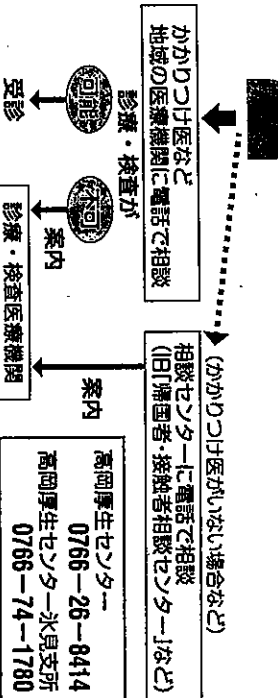 かかりつけ医など
地域の医療機関に電話で相談
診療・検査が
可能
不可
案内
受診
診療・検査医療機関
(かかりつけ医がいない場合など)
相談センターに電話で相談
(旧「帰国者・接触者相談センター」など)
案内
高岡厚生センター
0766-26-8414
高岡厚生センター氷見支所
0766-74-1780